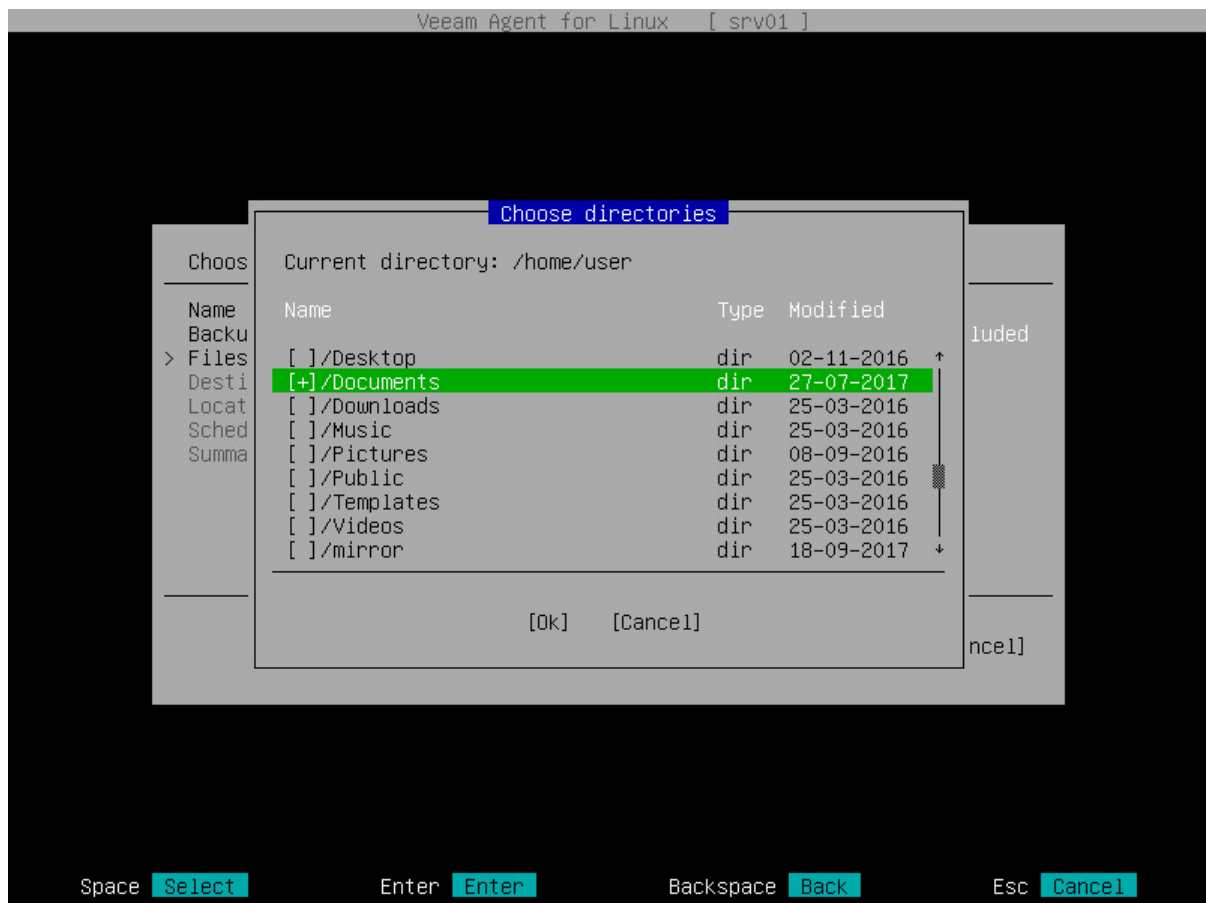 Veeam Agent for Linux [ srv01 ]
Choose directories
Choos
Current directory: /home/user
Name
Name Type Modified
Backu
luded
> Files
[ ]/Desktop dir 02-11-2016 ↑
Desti
[+]/Documents dir 27-07-2017
Locat
[ ]/Downloads dir 25-03-2016
Sched
[ ]/Music dir 25-03-2016
Summa
[ ]/Pictures dir 08-09-2016
[ ]/Public dir 25-03-2016
[ ]/Templates dir 25-03-2016
[ ]/Videos dir 25-03-2016
[ ]/mirror dir 18-09-2017 ↓
[Ok] [Cancel]
ncel]
Space Select Enter Enter Backspace Back Esc Cancel